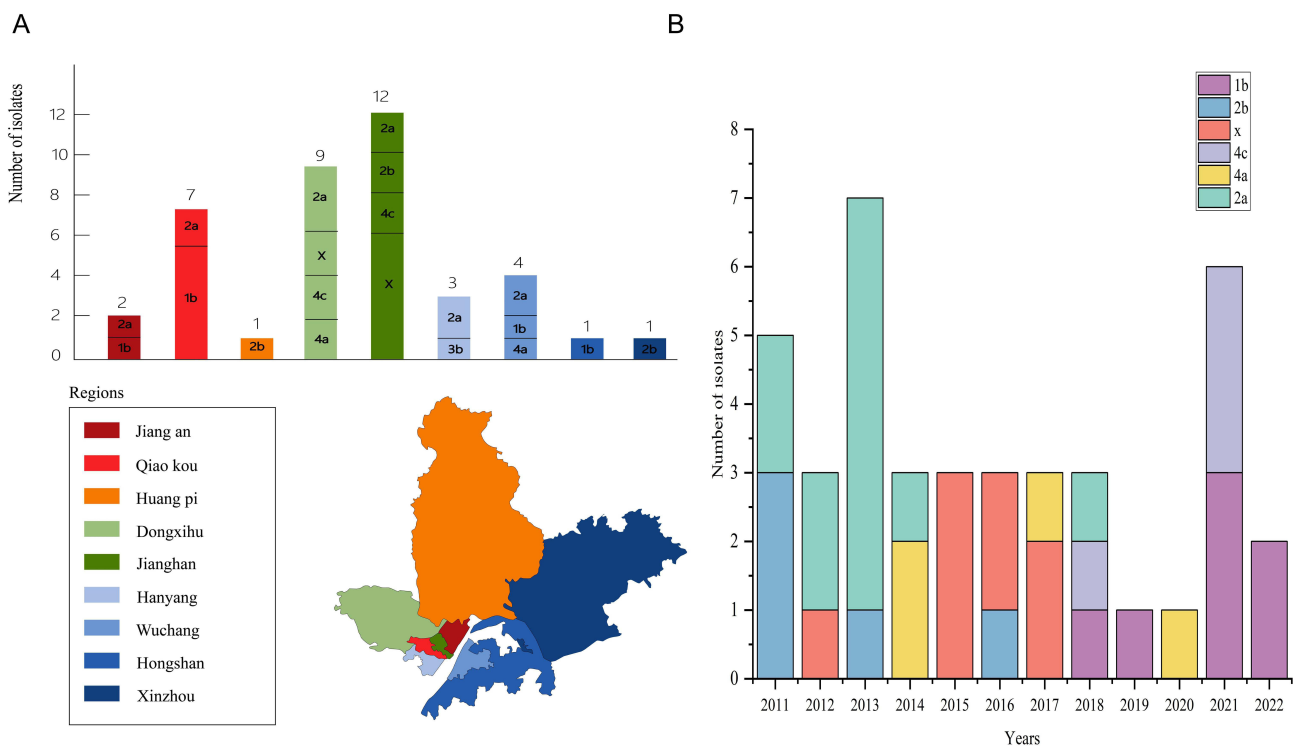 A
Number of isolates
12
10
8
6
4
2
0
2
2a
1b
7
2a
1b
1
2b
9
2a
x
4c
4a
12
2a
2b
4c
x
3
2a
3b
4
2a
1b
4a
1
1b
1
2b
Regions
Jiang an
Qiao kou
Huang pi
Dongxihu
Jianghan
Hanyang
Wuchang
Hongshan
Xinzhou
B
1b
2b
x
4c
4a
2a
Number of isolates
8
7
6
5
4
3
2
1
0
2011 2012 2013 2014 2015 2016 2017 2018 2019 2020 2021 2022
Years